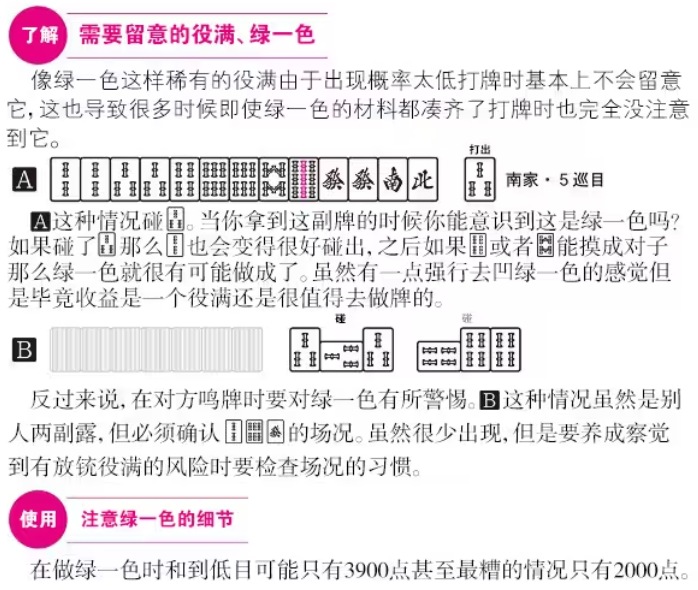 了解 需要留意的役满、绿一色
像绿一色这样稀有的役满由于出现概率太低打牌时基本上不会留意
它,这也导致很多时候即使绿一色的材料都凑齐了打牌时也完全没注意
到它。
打出
A 發發南北 南家·5巡目
A这种情况碰。当你拿到这副牌的时候你能意识到这是绿一色吗?
如果碰了那么也会变得很好碰出,之后如果或者能摸成对子
那么绿一色就很有可能做成了。虽然有一点强行去凹绿一色的感觉但
是毕竟收益是一个役满还是很值得去做牌的。
碰 碰
B
反过来说,在对方鸣牌时要对绿一色有所警惕。B这种情况虽然是别
人两副露,但必须确认發的场况。虽然很少出现,但是要养成察觉
到有放铳役满的风险时要检查场况的习惯。
使用 注意绿一色的细节
在做绿一色时和到低目可能只有3900点甚至最糟的情况只有2000点。